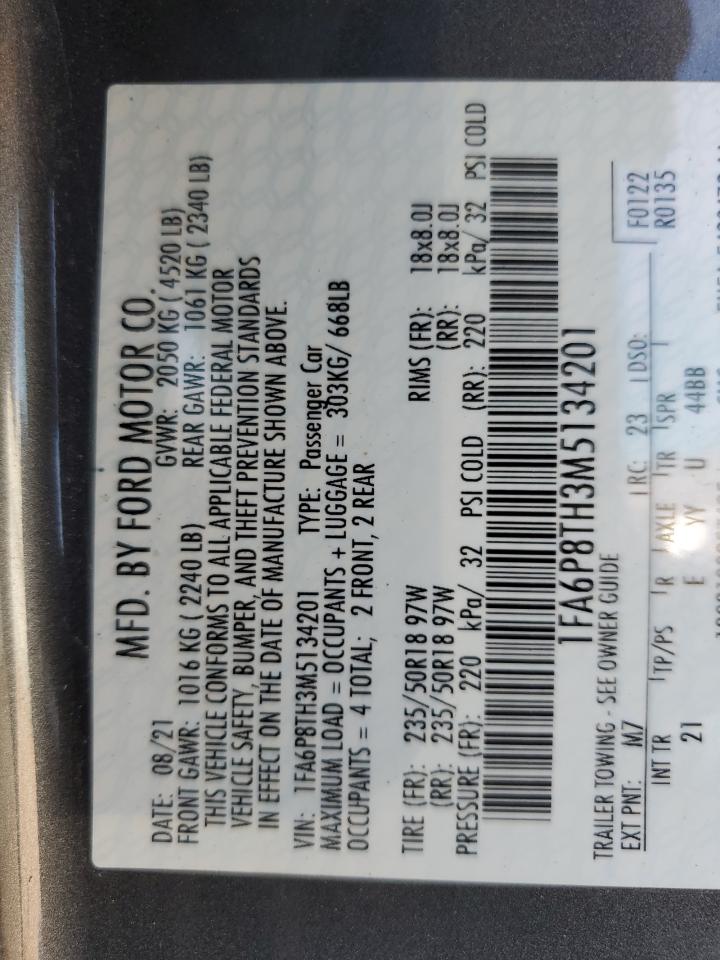 MFD. BY FORD MOTOR CO.
DATE: 08/21 GVWR: 2050 KG ( 4520 LB)
FRONT GAWR: 1016 KG ( 2240 LB) REAR GAWR: 1061 KG ( 2340 LB)
THIS VEHICLE CONFORMS TO ALL APPLICABLE FEDERAL MOTOR
VEHICLE SAFETY, BUMPER, AND THEFT PREVENTION STANDARDS
IN EFFECT ON THE DATE OF MANUFACTURE SHOWN ABOVE.
VIN: 1FA6P8TH3M5134201 TYPE: Passenger Car
MAXIMUM LOAD = OCCUPANTS + LUGGAGE = 303KG/ 668LB
OCCUPANTS = 4 TOTAL; 2 FRONT, 2 REAR
TIRE (FR): 235/50R18 97W RIMS (FR): 18x8.0J
(RR): 235/50R18 97W (RR): 18x8.0J
PRESSURE (FR): 220 kPa/ 32 PSI COLD (RR): 220 kPa/ 32 PSI COLD
1FA6P8TH3M5134201
TRAILER TOWING - SEE OWNER GUIDE F0122
EXT PNT: M7 RC: 23 DSO: R0135
INT TR TP/PS R AXLE TR SPR
21 E YY U 44BB